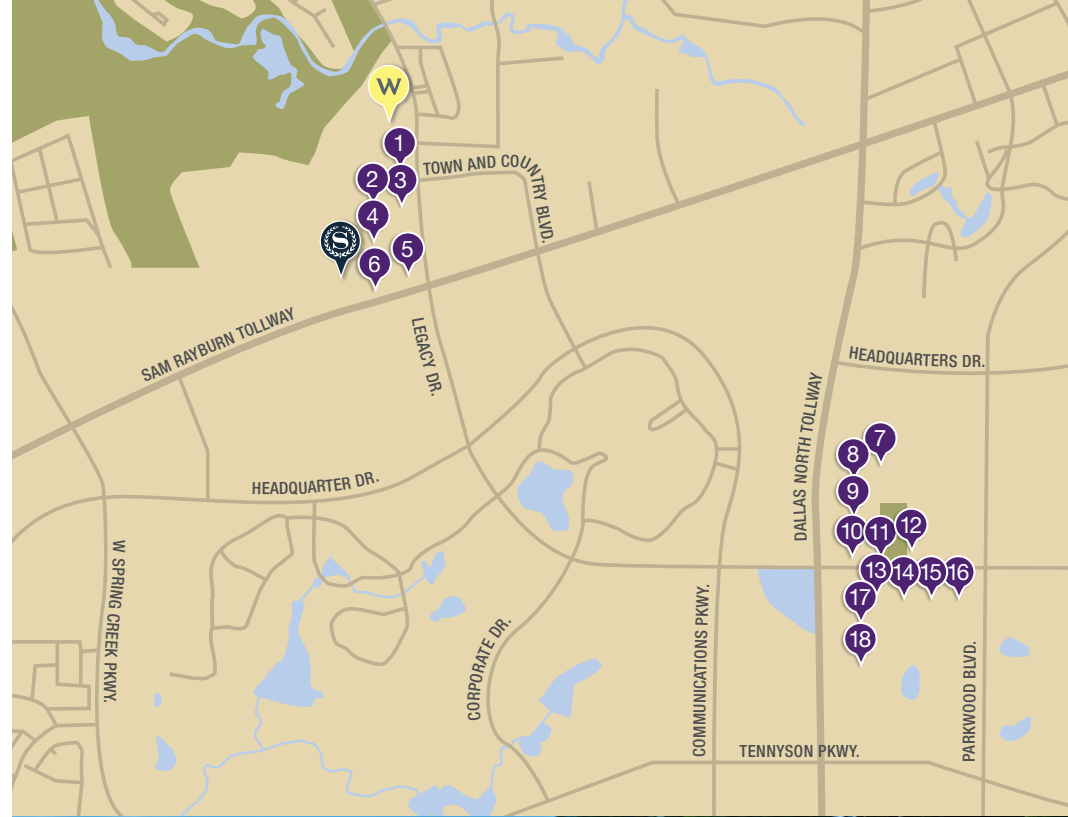 W
1
TOWN AND COUNTRY BLVD.
2
3
4
S
5
6
SAM RAYBURN TOLLWAY
LEGACY DR.
HEADQUARTERS DR.
DALLAS NORTH TOLLWAY
7
8
HEADQUARTER DR.
9
10
11
12
13
14
15
16
17
18
W SPRING CREEK PKWY.
CORPORATE DR.
COMMUNICATIONS PKWY.
PARKWOOD BLVD.
TENNYSON PKWY.